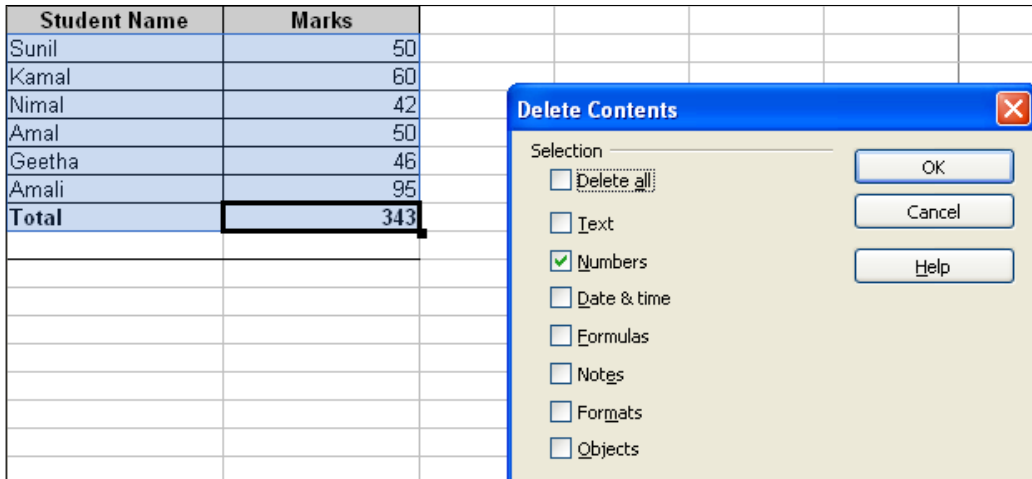 Student Name Marks
Sunil 50
Kamal 60
Nimal 42
Amal 50
Geetha 46
Amali 95
Total 343
Delete Contents
Selection
Delete all
Text
Numbers
Date & time
Formulas
Notes
Formats
Objects
OK
Cancel
Help